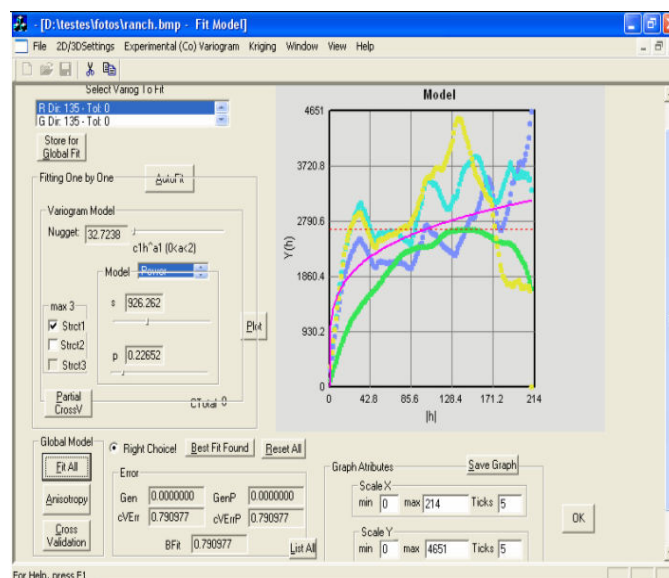 - [D:\testes\fotos\ranch.bmp - Fit Model]
File 2D/3DSettings Experimental (Co) Variogram Kriging Window View Help
Select Variog To Fit
R Dir: 135 - Tol: 0
G Dir: 135 - Tol: 0
Store for
Global Fit
Fitting One by One
AutoFit
Variogram Model
Nugget: 32.7238
c1h^a1 (0<a<2)
Model Power
max 3
s 926.262
Strct1
Strct2
Strct3
p 0.22652
Plot
Partial
CrossV
CTotal 0
Model
4651
3720.8
2790.6
1860.4
930.2
0
Y(h)
0 42.8 85.6 128.4 171.2 214
|h|
Global Model
Fit All
Anisotropy
Cross
Validation
Right Choice! Best Fit Found Reset All
Error
Gen 0.0000000 GenP 0.0000000
cVErr 0.790977 cVErrP 0.790977
BFit 0.790977
List All
Graph Atributes Save Graph
Scale X
min 0 max 214 Ticks 5
Scale Y
min 0 max 4651 Ticks 5
OK
For Help, press F1